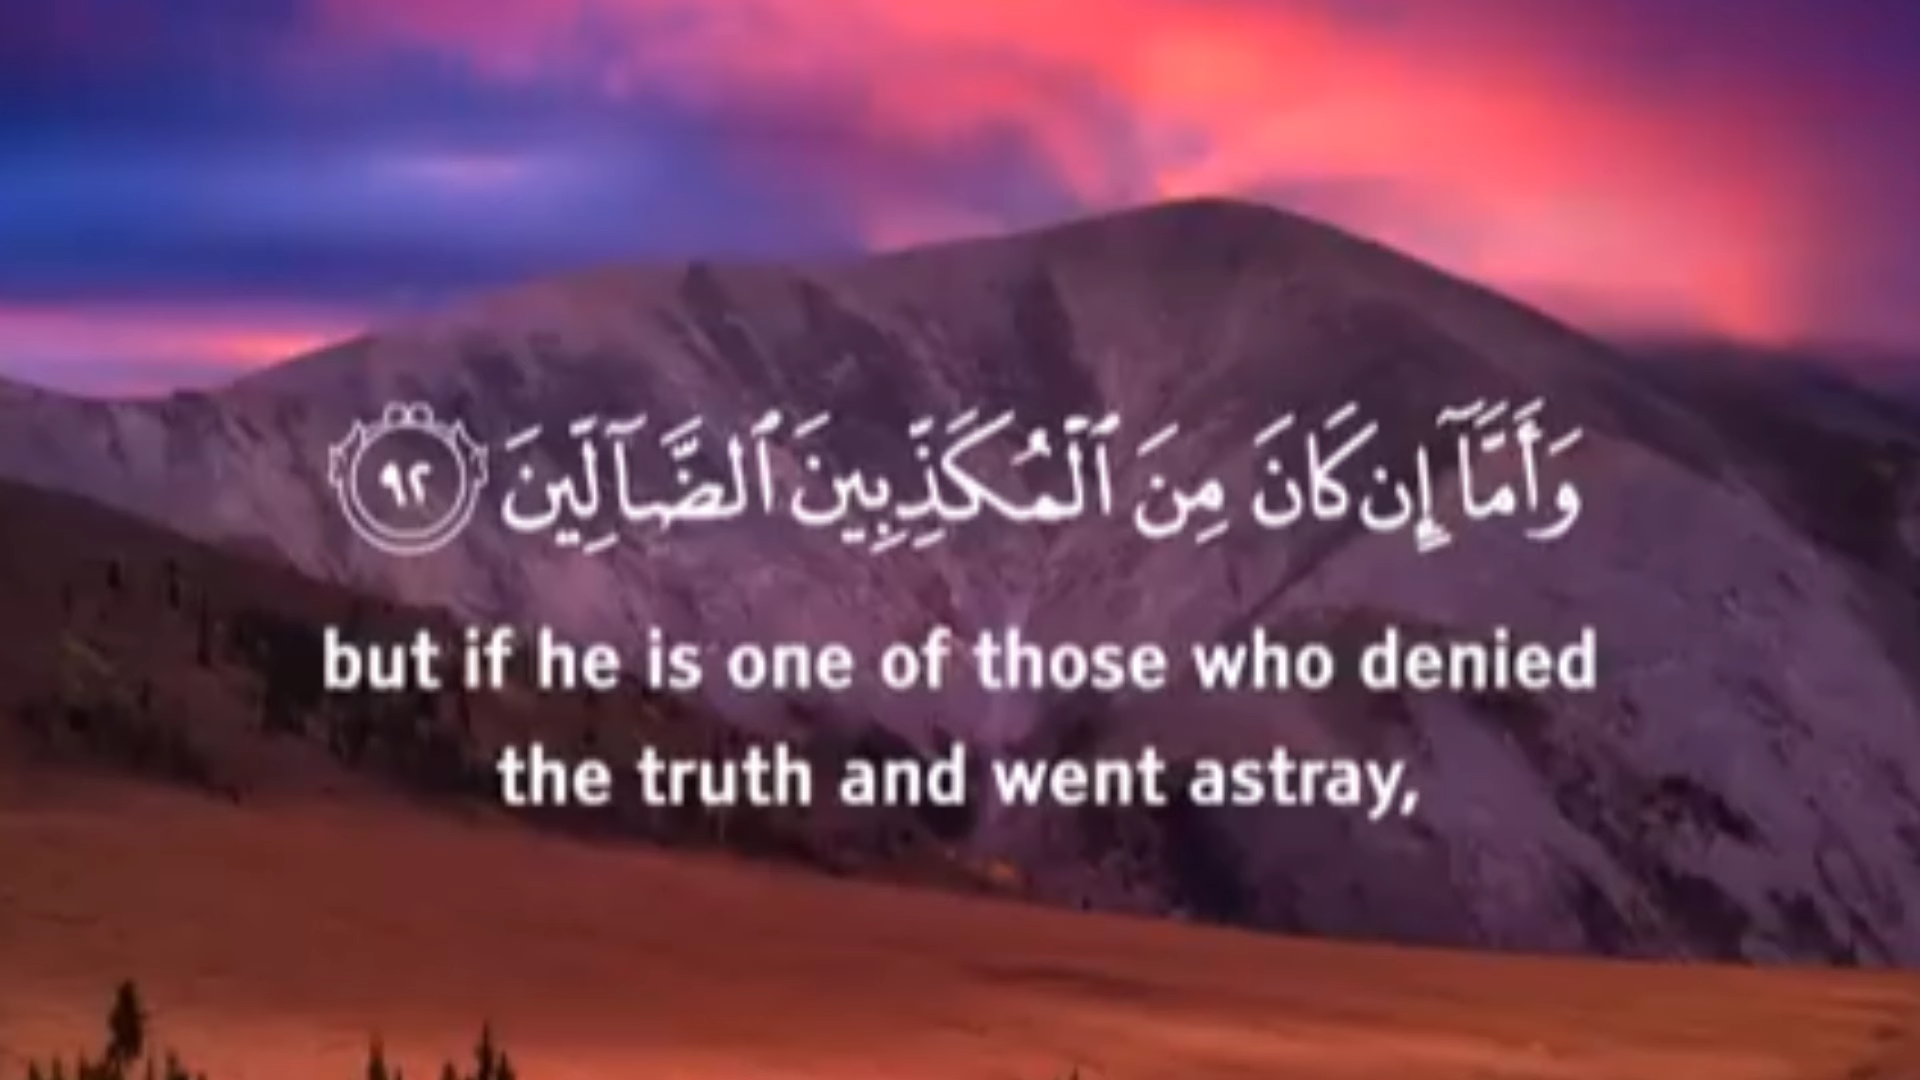 وَأَمَّآ إِن كَانَ مِنَ ٱلْمُكَذِّبِينَ ٱلضَّآلِّينَ ٩٢
but if he is one of those who denied
the truth and went astray,